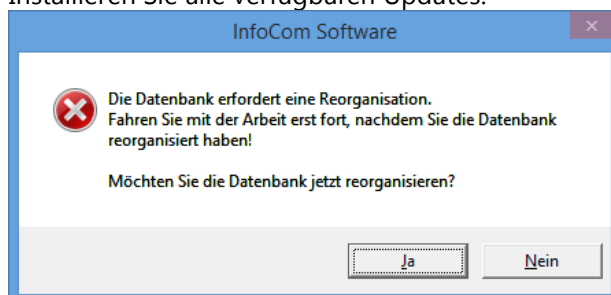 Installieren Sie alle verfügbaren Updates.
InfoCom Software
Die Datenbank erfordert eine Reorganisation.
Fahren Sie mit der Arbeit erst fort, nachdem Sie die Datenbank
reorganisiert haben!
Möchten Sie die Datenbank jetzt reorganisieren?
Ja
Nein